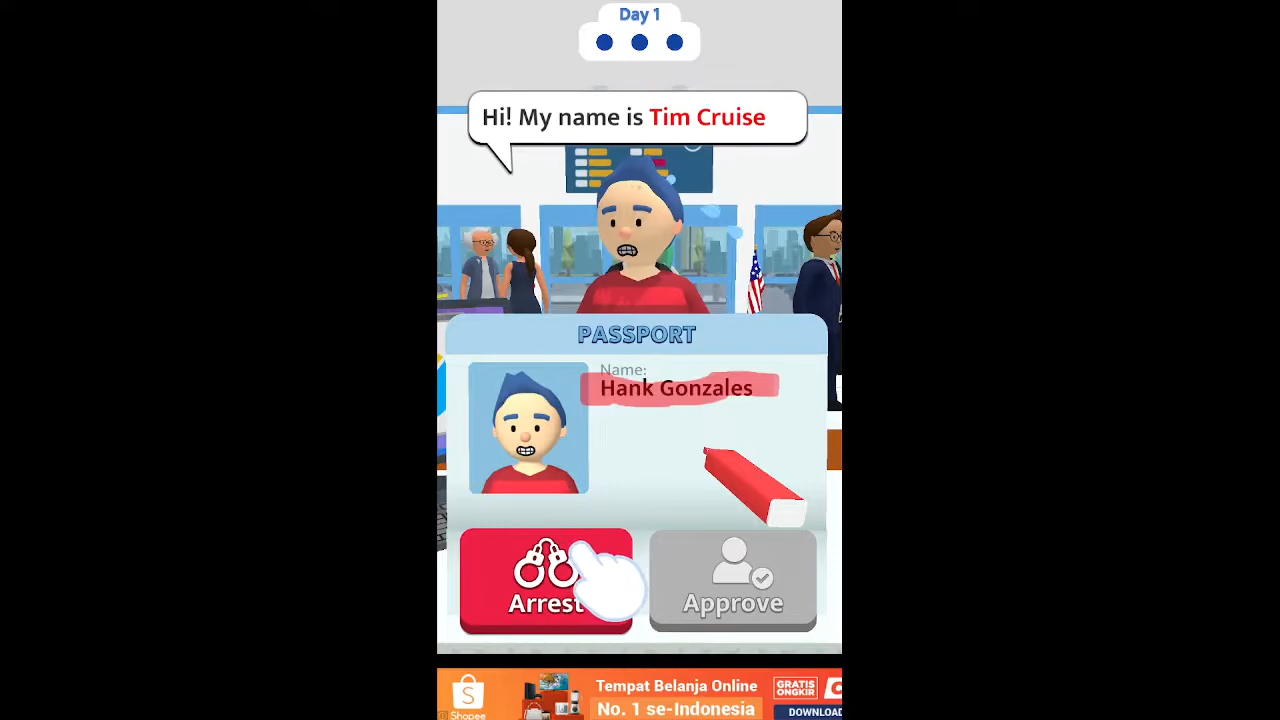 Day 1
Hi! My name is Tim Cruise
PASSPORT
Name:
Hank Gonzales
Arrest
Approve
Tempat Belanja Online
No. 1 se-Indonesia
GRATIS
ONGKIR
DOWNLOAD
Shopee